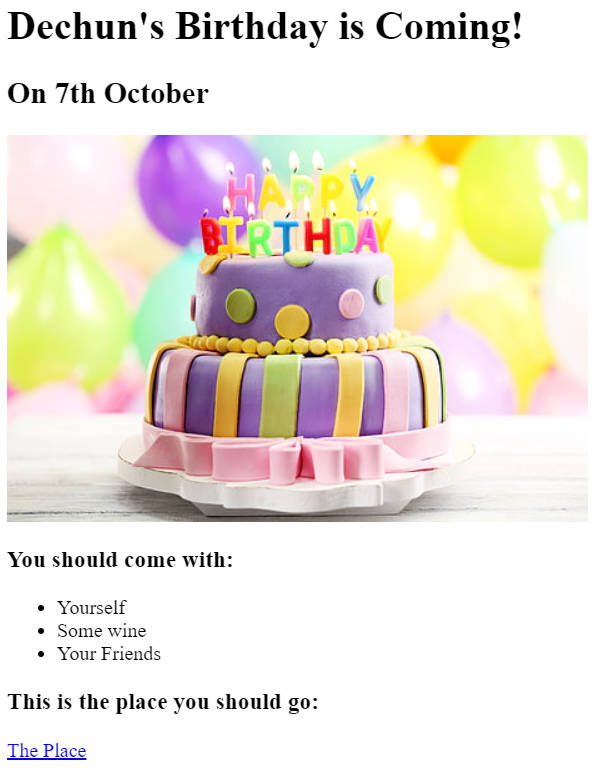 Dechun's Birthday is Coming!
On 7th October
HAPPY
BIRTHDAY
You should come with:
Yourself
Some wine
Your Friends
This is the place you should go:
The Place